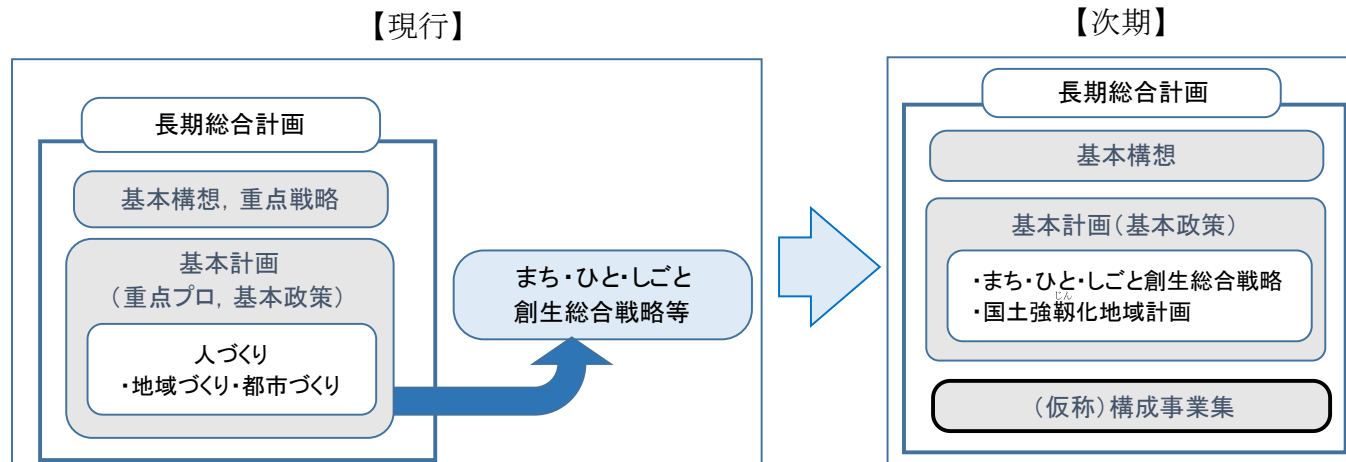 【現行】
長期総合計画
基本構想，重点戦略
基本計画
（重点プロ，基本政策）
人づくり
・地域づくり・都市づくり
まち・ひと・しごと
創生総合戦略等
【次期】
長期総合計画
基本構想
基本計画（基本政策）
・まち・ひと・しごと創生総合戦略
じん
・国土強靱化地域計画
（仮称）構成事業集